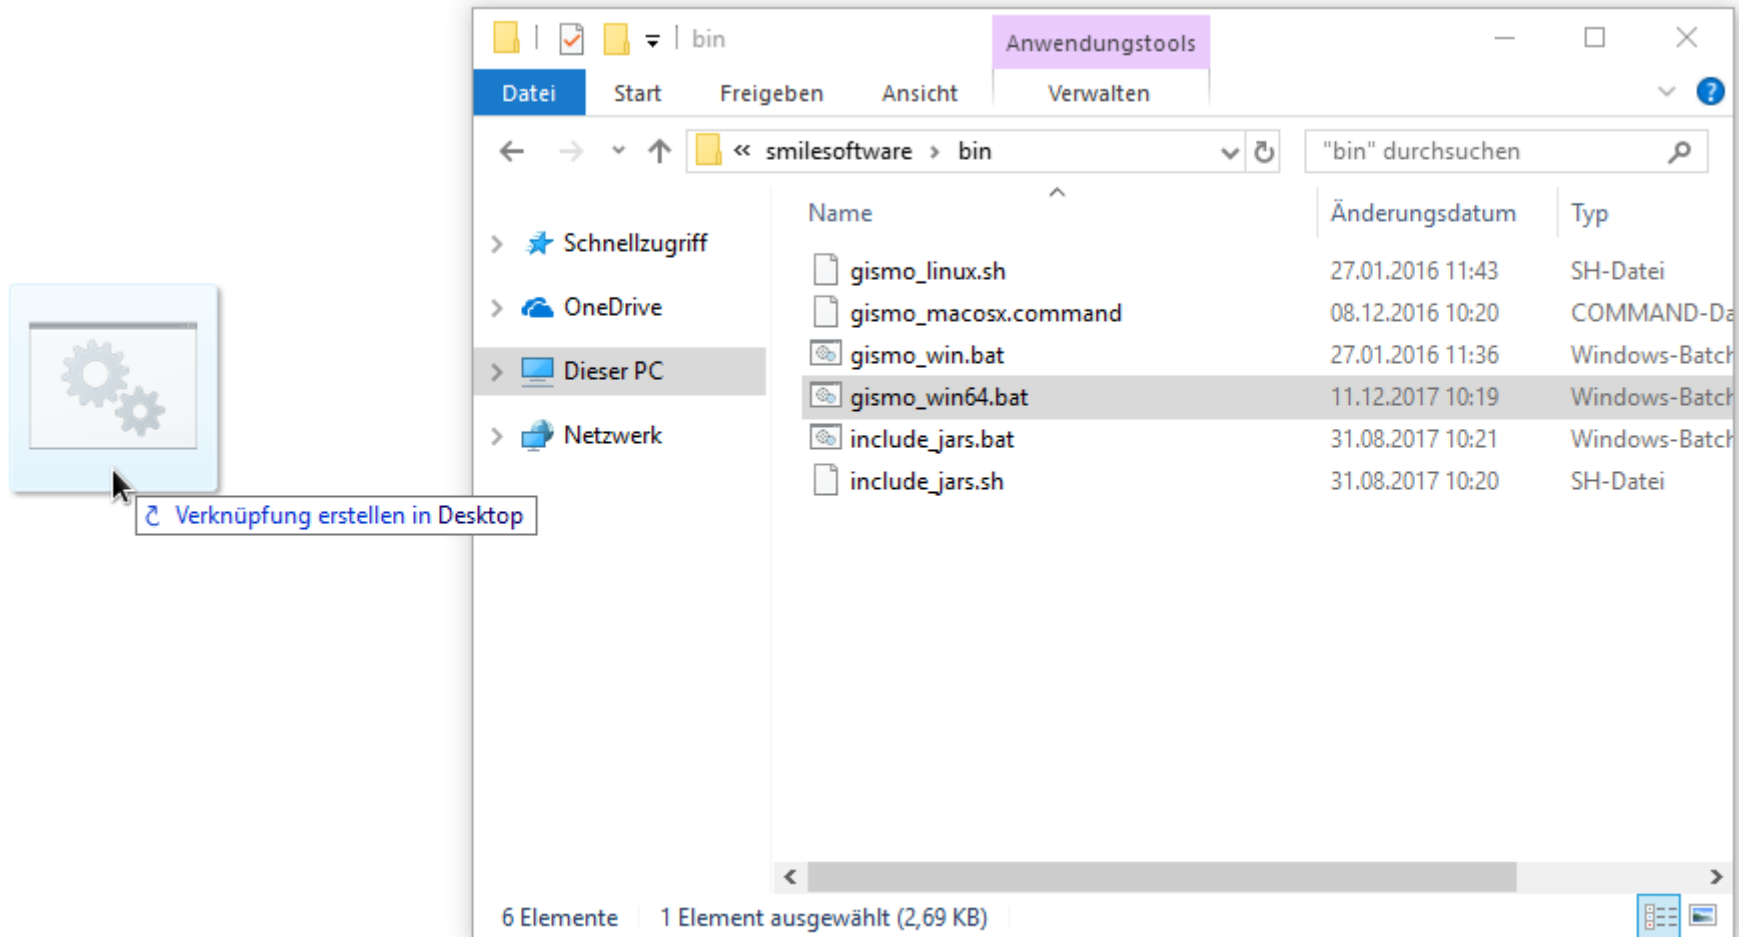 bin
Anwendungstools
Datei Start Freigeben Ansicht Verwalten
« smilesoftware > bin
"bin" durchsuchen
Schnellzugriff
OneDrive
Dieser PC
Netzwerk
Name Änderungsdatum Typ
gismo_linux.sh 27.01.2016 11:43 SH-Datei
gismo_macosx.command 08.12.2016 10:20 COMMAND-Da
gismo_win.bat 27.01.2016 11:36 Windows-Batch
gismo_win64.bat 11.12.2017 10:19 Windows-Batch
include_jars.bat 31.08.2017 10:21 Windows-Batch
include_jars.sh 31.08.2017 10:20 SH-Datei
Verknüpfung erstellen in Desktop
6 Elemente 1 Element ausgewählt (2,69 KB)